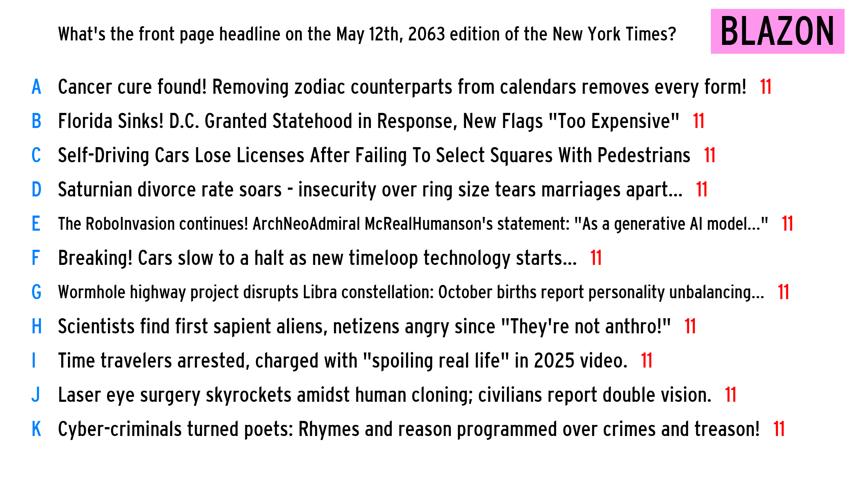 What's the front page headline on the May 12th, 2063 edition of the New York Times?
BLAZON
A Cancer cure found! Removing zodiac counterparts from calendars removes every form! 11
B Florida Sinks! D.C. Granted Statehood in Response, New Flags "Too Expensive" 11
C Self-Driving Cars Lose Licenses After Failing To Select Squares With Pedestrians 11
D Saturnian divorce rate soars - insecurity over ring size tears marriages apart... 11
E The RoboInvasion continues! ArchNeoAdmiral McRealHumanson's statement: "As a generative AI model..." 11
F Breaking! Cars slow to a halt as new timeloop technology starts... 11
G Wormhole highway project disrupts Libra constellation: October births report personality unbalancing... 11
H Scientists find first sapient aliens, netizens angry since "They're not anthro!" 11
I Time travelers arrested, charged with "spoiling real life" in 2025 video. 11
J Laser eye surgery skyrockets amidst human cloning; civilians report double vision. 11
K Cyber-criminals turned poets: Rhymes and reason programmed over crimes and treason! 11